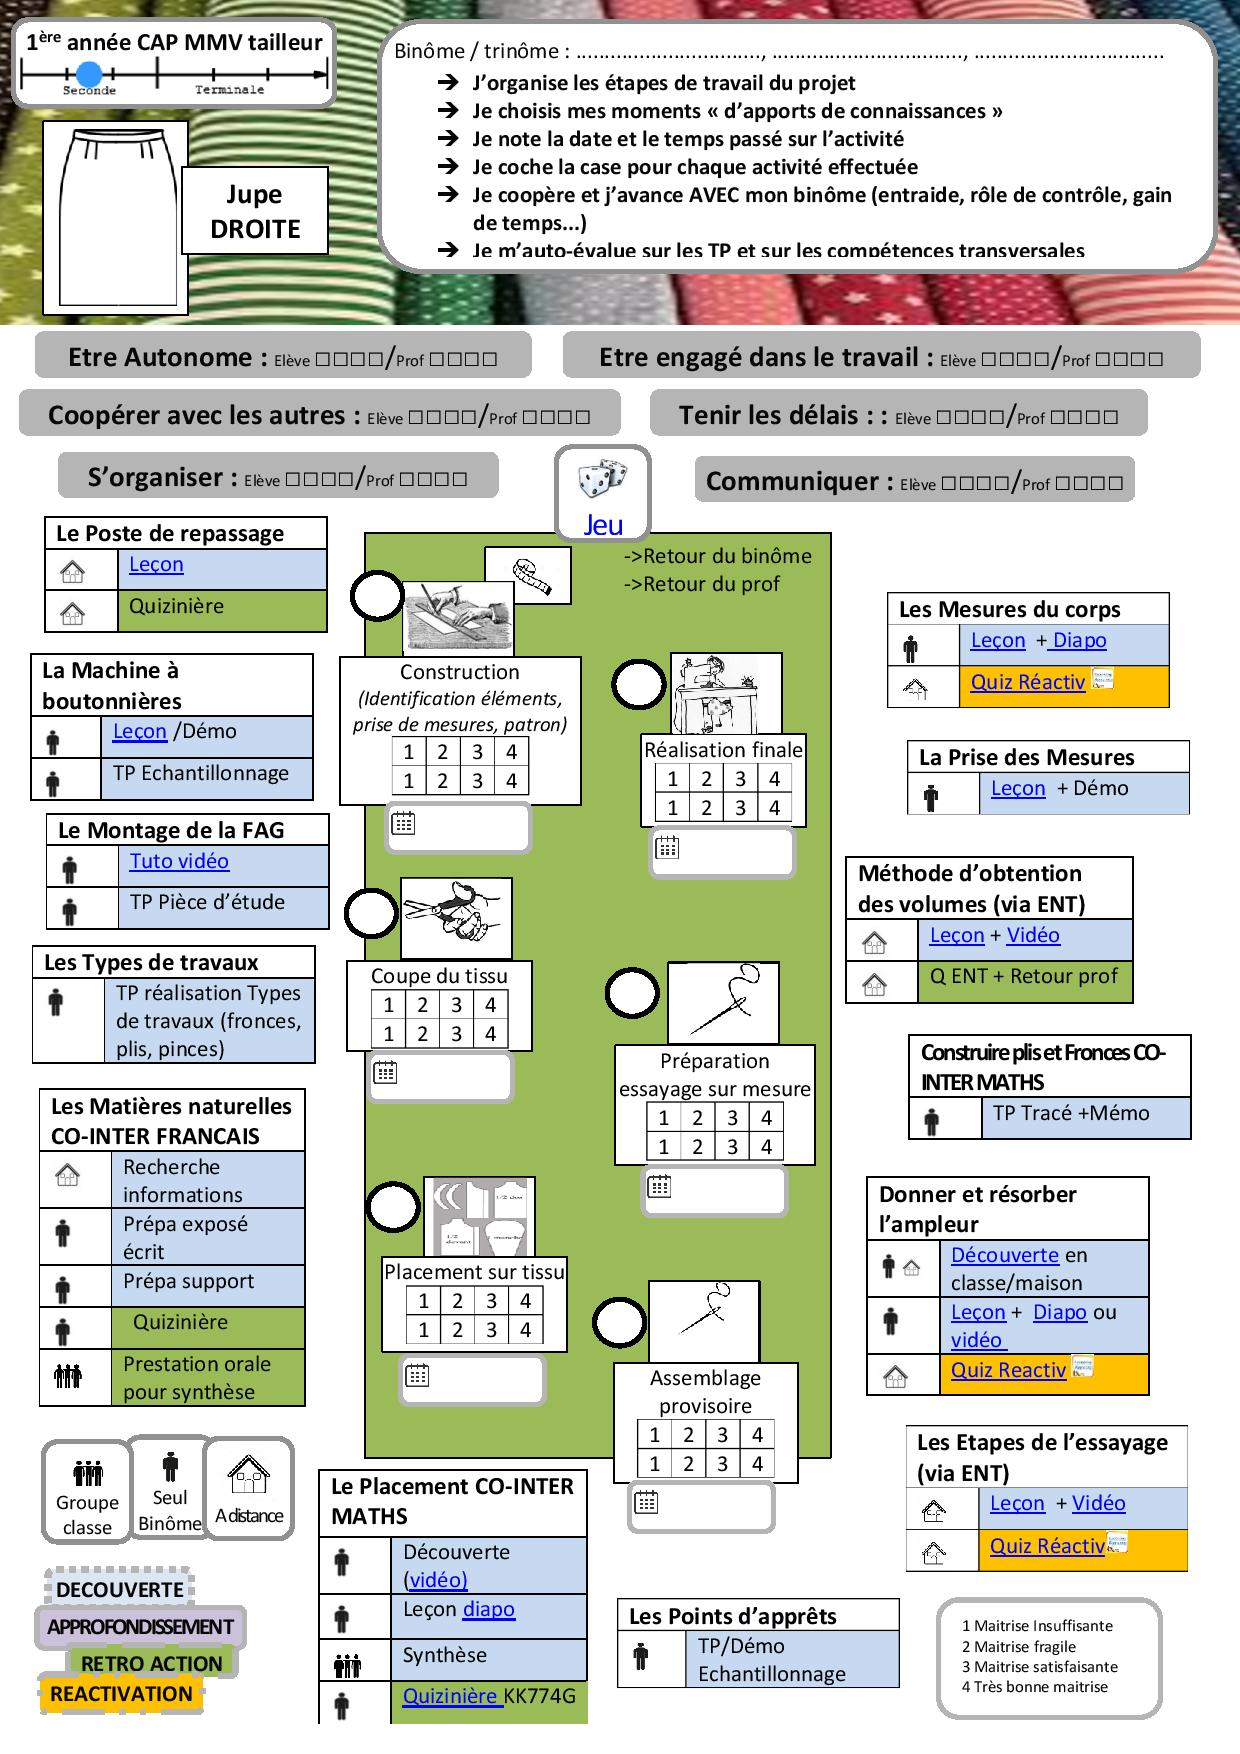 1ère année CAP MMV tailleur
Seconde
Terminale
Jupe
DROITE
Binôme / trinôme : ................................, ................................., .................................
➔ J’organise les étapes de travail du projet
➔ Je choisis mes moments « d’apports de connaissances »
➔ Je note la date et le temps passé sur l’activité
➔ Je coche la case pour chaque activité effectuée
➔ Je coopère et j’avance AVEC mon binôme (entraide, rôle de contrôle, gain
de temps...)
➔ Je m’auto-évalue sur les TP et sur les compétences transversales
Etre Autonome : Elève □□□□/Prof □□□□
Etre engagé dans le travail : Elève □□□□/Prof □□□□
Coopérer avec les autres : Elève □□□□/Prof □□□□
Tenir les délais : : Elève □□□□/Prof □□□□
S’organiser : Elève □□□□/Prof □□□□
Communiquer : Elève □□□□/Prof □□□□
Jeu
Le Poste de repassage
Leçon
Quizinière
La Machine à
boutonnières
Leçon /Démo
TP Echantillonnage
Le Montage de la FAG
Tuto vidéo
TP Pièce d’étude
Les Types de travaux
TP réalisation Types
de travaux (fronces,
plis, pinces)
Les Matières naturelles
CO-INTER FRANCAIS
Recherche
informations
Prépa exposé
écrit
Prépa support
Quizinière
Prestation orale
pour synthèse
Groupe
classe
Seul
Binôme
A distance
DECOUVERTE
APPROFONDISSEMENT
RETRO ACTION
REACTIVATION
->Retour du binôme
->Retour du prof
Construction
(Identification éléments,
prise de mesures, patron)
1 2 3 4
1 2 3 4
Réalisation finale
1 2 3 4
1 2 3 4
Coupe du tissu
1 2 3 4
1 2 3 4
Préparation
essayage sur mesure
1 2 3 4
1 2 3 4
1/2 dos
1/2
devant
Placement sur tissu
1 2 3 4
1 2 3 4
Assemblage
provisoire
1 2 3 4
1 2 3 4
Le Placement CO-INTER
MATHS
Découverte
(vidéo)
Leçon diapo
Synthèse
Quizinière KK774G
Les Mesures du corps
Leçon + Diapo
Quiz Réactiv
La Prise des Mesures
Leçon + Démo
Méthode d’obtention
des volumes (via ENT)
Leçon + Vidéo
Q ENT + Retour prof
Construire plis et Fronces CO-
INTER MATHS
TP Tracé +Mémo
Donner et résorber
l’ampleur
Découverte en
classe/maison
Leçon + Diapo ou
vidéo
Quiz Reactiv
Les Etapes de l’essayage
(via ENT)
Leçon + Vidéo
Quiz Réactiv
Les Points d’apprêts
TP/Démo
Echantillonnage
1 Maitrise Insuffisante
2 Maitrise fragile
3 Maitrise satisfaisante
4 Très bonne maitrise